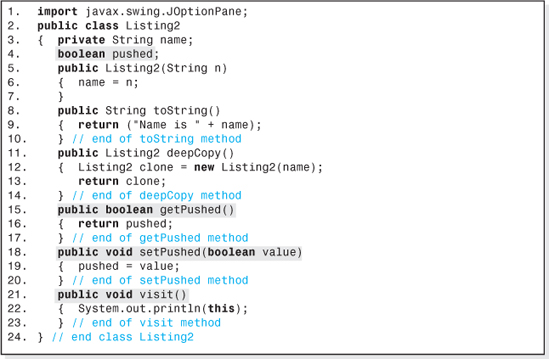 1. import javax.swing.JOptionPane;
2. public class Listing2
3. { private String name;
4. boolean pushed;
5. public Listing2(String n)
6. { name = n;
7. }
8. public String toString()
9. { return ("Name is " + name);
10. } // end of toString method
11. public Listing2 deepCopy()
12. { Listing2 clone = new Listing2(name);
13. return clone;
14. } // end of deepCopy method
15. public boolean getPushed()
16. { return pushed;
17. } // end of getPushed method
18. public void setPushed(boolean value)
19. { pushed = value;
20. } // end of setPushed method
21. public void visit()
22. { System.out.println(this);
23. } // end of visit method
24. } // end class Listing2